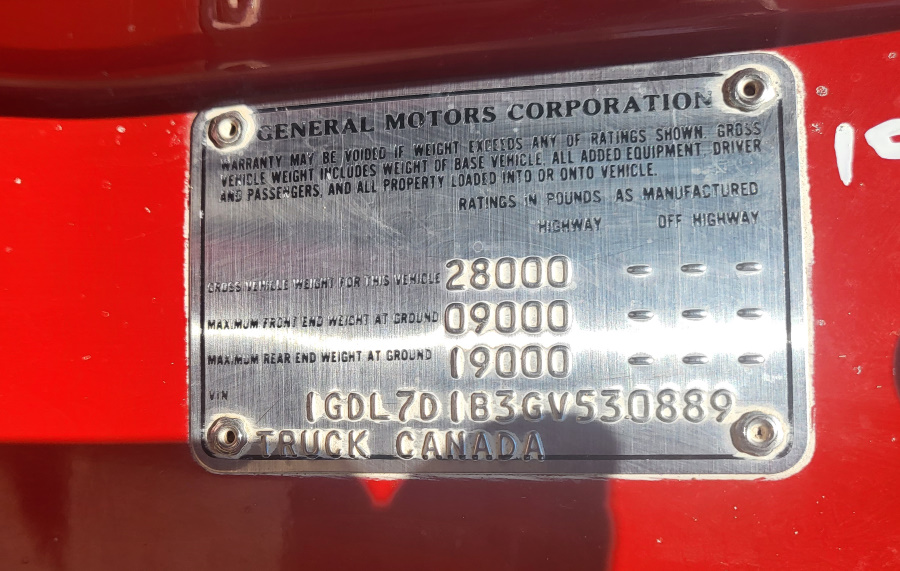 GENERAL MOTORS CORPORATION
WARRANTY MAY BE VOIDED IF WEIGHT EXCEEDS ANY OF RATINGS SHOWN. GROSS
VEHICLE WEIGHT INCLUDES WEIGHT OF BASE VEHICLE, ALL ADDED EQUIPMENT, DRIVER
AND PASSENGERS, AND ALL PROPERTY LOADED INTO OR ONTO VEHICLE.
RATINGS IN POUNDS AS MANUFACTURED
HIGHWAY OFF HIGHWAY
GROSS VEHICLE WEIGHT FOR THIS VEHICLE 28000 - - -
MAXIMUM FRONT END WEIGHT AT GROUND 09000 - - -
MAXIMUM REAR END WEIGHT AT GROUND 19000 - - -
VIN 1GDL7D1B3GV530889
TRUCK CANADA